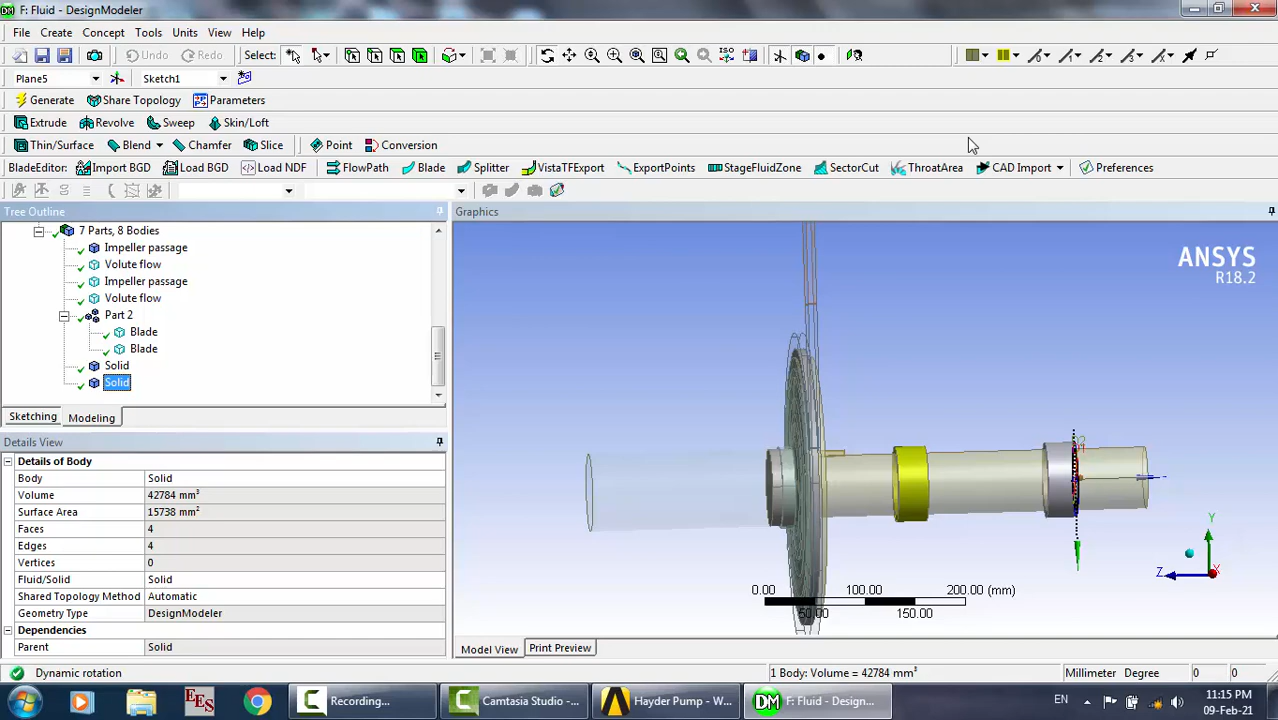 F: Fluid - DesignModeler
File Create Concept Tools Units View Help
Undo Redo Select:
Plane5 Sketch1
Generate Share Topology Parameters
Extrude Revolve Sweep Skin/Loft
Thin/Surface Blend Chamfer Slice Point Conversion
BladeEditor: Import BGD Load BGD Load NDF FlowPath Blade Splitter VistaTFExport ExportPoints StageFluidZone SectorCut ThroatArea CAD Import Preferences
Tree Outline
7 Parts, 8 Bodies
Impeller passage
Volute flow
Impeller passage
Volute flow
Part 2
Blade
Blade
Solid
Solid
Sketching Modeling
Details View
Details of Body
Body Solid
Volume 42784 mm³
Surface Area 15738 mm²
Faces 4
Edges 4
Vertices 0
Fluid/Solid Solid
Shared Topology Method Automatic
Geometry Type DesignModeler
Dependencies
Parent Solid
Graphics
ANSYS
R18.2
Y
Z X
0.00 100.00 200.00 (mm)
50.00 150.00
Model View Print Preview
Dynamic rotation 1 Body: Volume = 42784 mm³ Millimeter Degree 0 0
EES Recording... Camtasia Studio - ... Hayder Pump - W... DM F: Fluid - Design... EN 11:15 PM
09-Feb-21